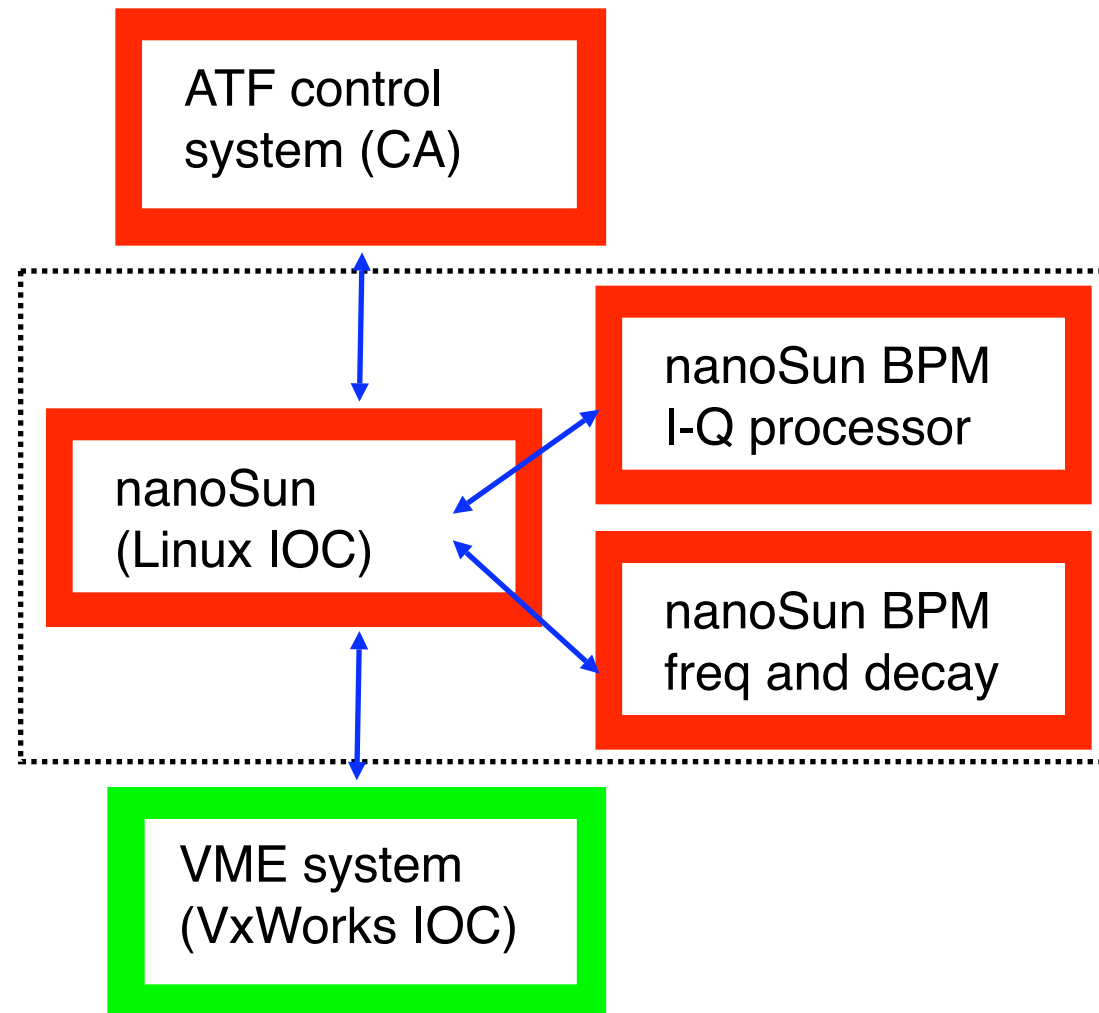 ATF control
system (CA)
nanoSun BPM
I-Q processor
nanoSun
(Linux IOC)
nanoSun BPM
freq and decay
VME system
(VxWorks IOC)